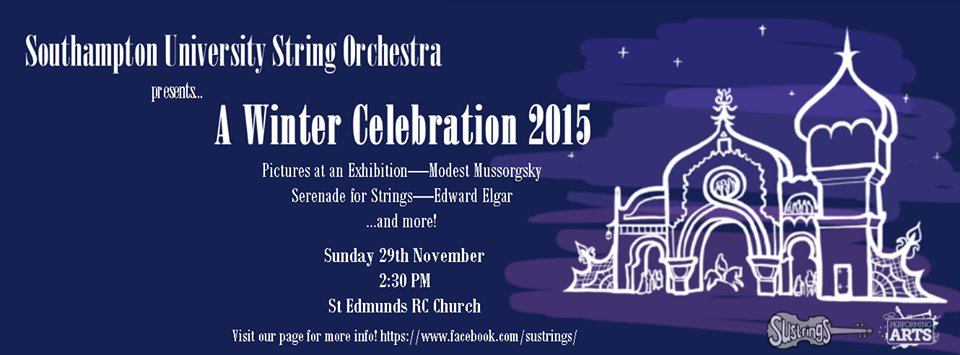 Southampton University String Orchestra
presents...
A Winter Celebration 2015
Pictures at an Exhibition—Modest Mussorgsky
Serenade for Strings—Edward Elgar
...and more!
Sunday 29th November
2:30 PM
St Edmunds RC Church
Visit our page for more info! https://www.facebook.com/sustrings/
SUstrings
PERFORMING
ARTS